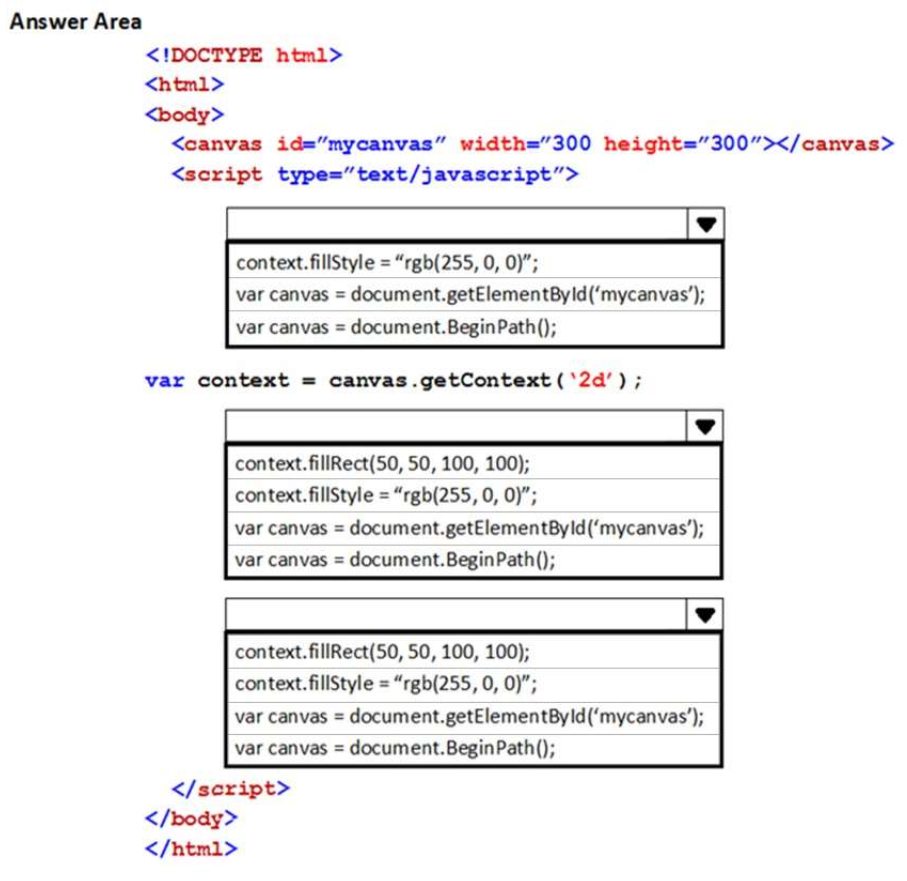 Answer Area
<!DOCTYPE html>
<html>
<body>
<canvas id=”mycanvas” width=”300 height=”300”></canvas>
<script type=”text/javascript”>
context.fillStyle = “rgb(255, 0, 0)”;
var canvas = document.getElementById(‘mycanvas’);
var canvas = document.BeginPath();
var context = canvas.getContext(‘2d’);
context.fillRect(50, 50, 100, 100);
context.fillStyle = “rgb(255, 0, 0)”;
var canvas = document.getElementById(‘mycanvas’);
var canvas = document.BeginPath();
context.fillRect(50, 50, 100, 100);
context.fillStyle = “rgb(255, 0, 0)”;
var canvas = document.getElementById(‘mycanvas’);
var canvas = document.BeginPath();
</script>
</body>
</html>